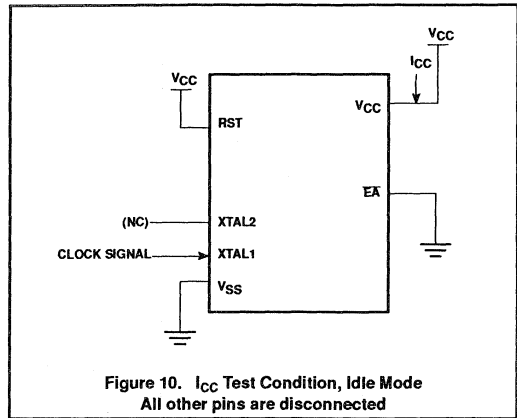 VCC
ICC
VCC
VCC
RST
EA
(NC)
XTAL2
CLOCK SIGNAL
XTAL1
VSS
Figure 10. ICC Test Condition, Idle Mode
All other pins are disconnected